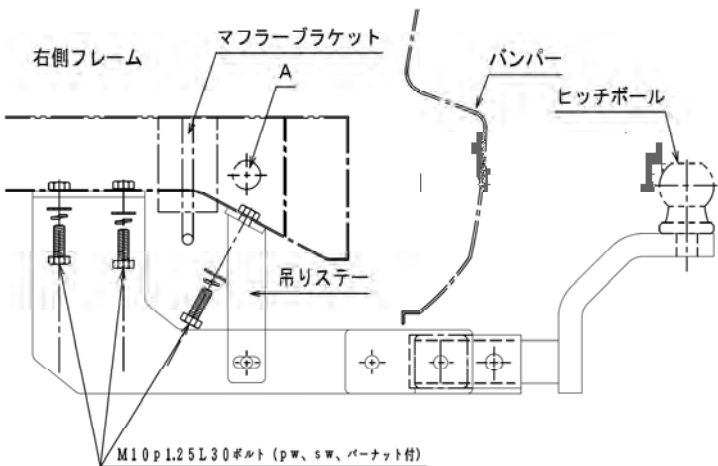 マフラーブラケット
右側フレーム
A
バンパー
ヒッチボール
吊りステー
M10p1.25L30ボルト(pw、sw、バーナット付)